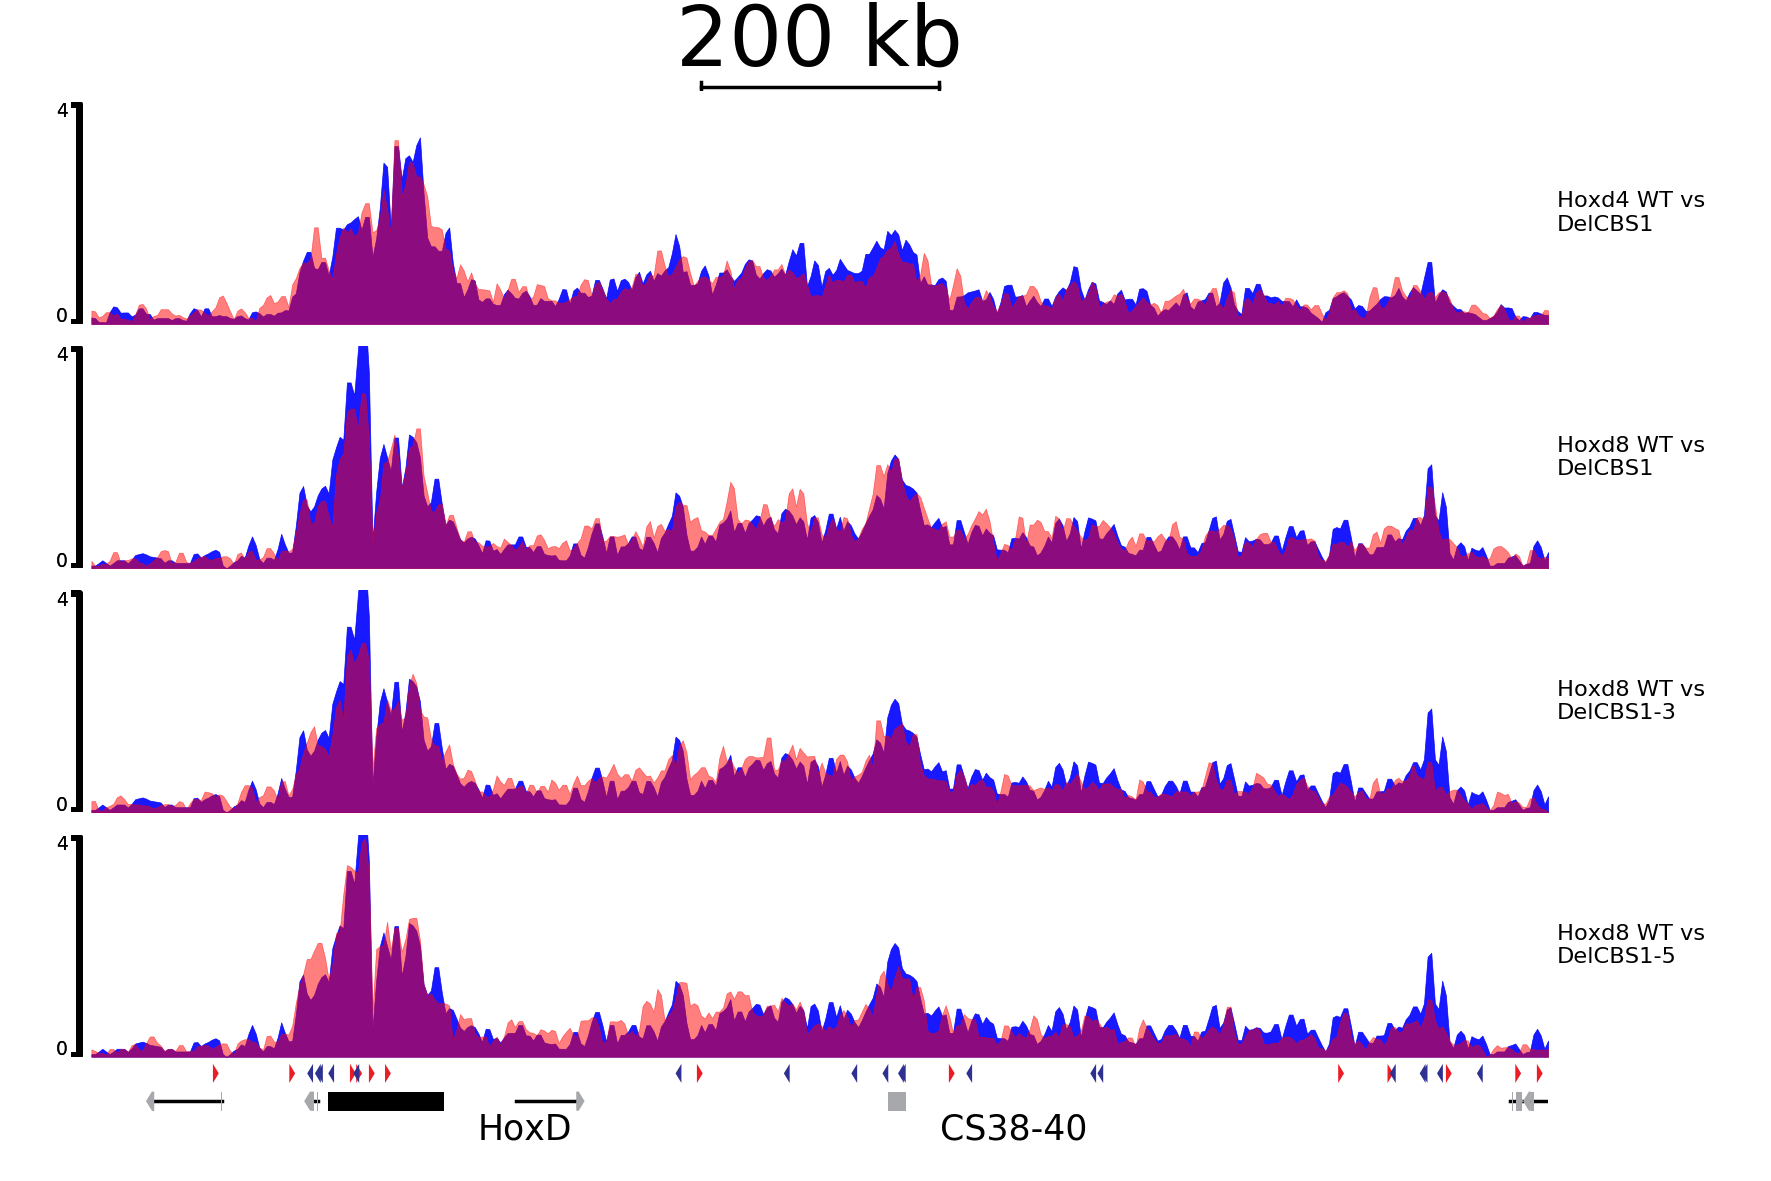 200 kb
4
Hoxd4 WT vs
DelCBS1
0
4
Hoxd8 WT vs
DelCBS1
0
4
Hoxd8 WT vs
DelCBS1-3
0
4
Hoxd8 WT vs
DelCBS1-5
0
HoxD
CS38-40